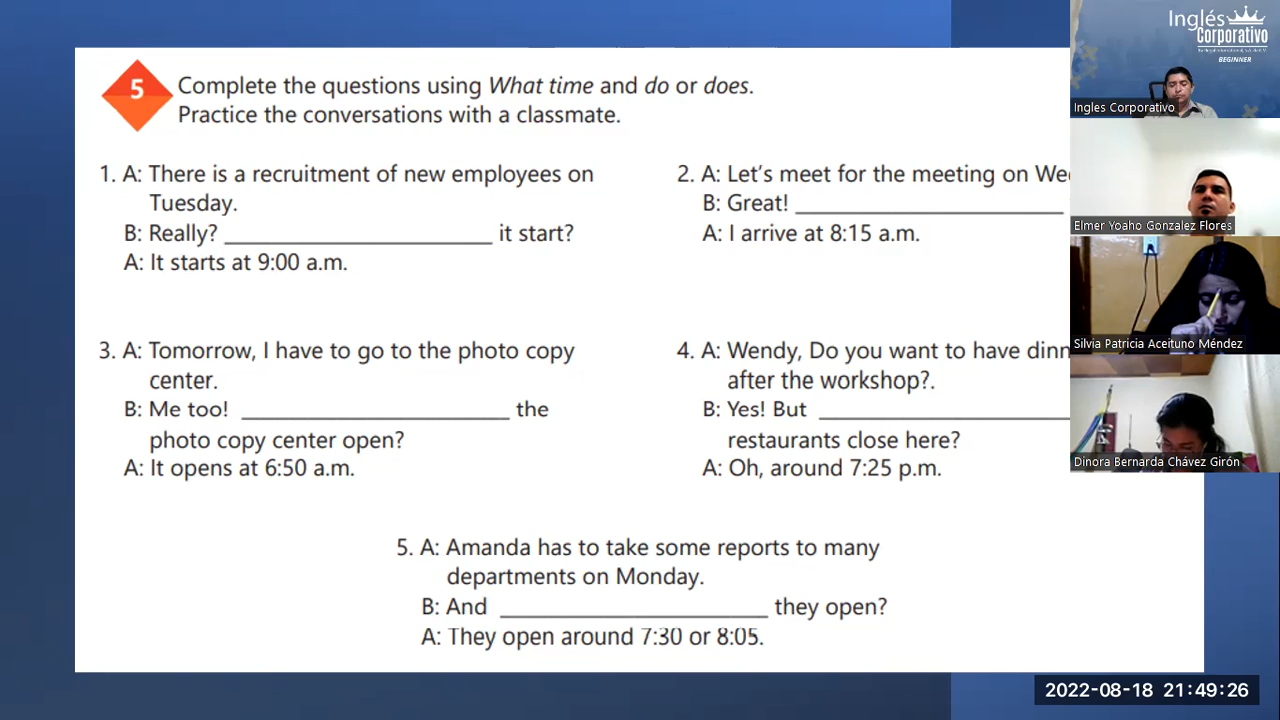 5
Complete the questions using What time and do or does.
Practice the conversations with a classmate.
1. A: There is a recruitment of new employees on
Tuesday.
B: Really? ______________________ it start?
A: It starts at 9:00 a.m.
2. A: Let's meet for the meeting on We
B: Great! ______________________
A: I arrive at 8:15 a.m.
3. A: Tomorrow, I have to go to the photo copy
center.
B: Me too! ______________________ the
photo copy center open?
A: It opens at 6:50 a.m.
4. A: Wendy, Do you want to have dinn
after the workshop?.
B: Yes! But ______________________
restaurants close here?
A: Oh, around 7:25 p.m.
5. A: Amanda has to take some reports to many
departments on Monday.
B: And ______________________ they open?
A: They open around 7:30 or 8:05.
Inglés
Corporativo
BEGINNER
Ingles Corporativo
Elmer Yoaho Gonzalez Flores
Silvia Patricia Aceituno Méndez
Dinora Bernarda Chávez Girón
2022-08-18 21:49:26